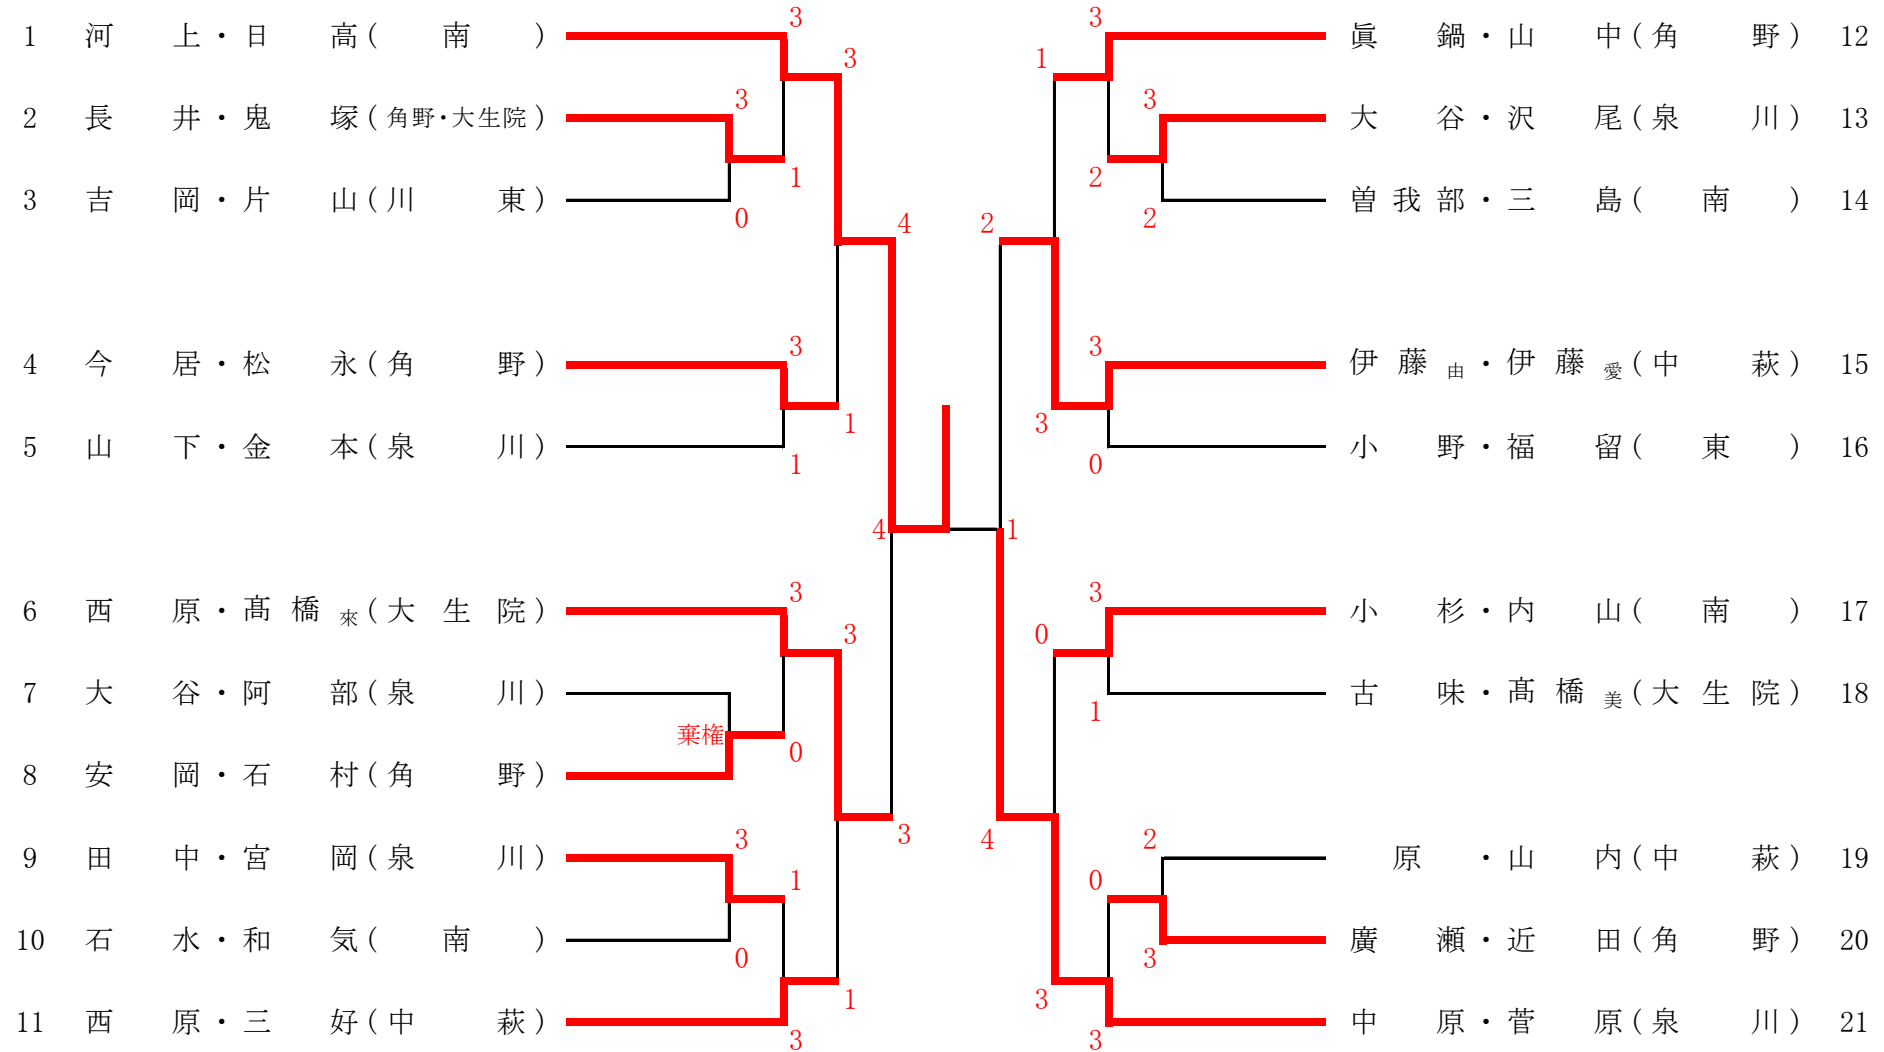 1 河上・日高(南)
2 長井・鬼塚(角野・大生院)
3 吉岡・片山(川東)
4 今居・松永(角野)
5 山下・金本(泉川)
6 西原・髙橋來(大生院)
7 大谷・阿部(泉川)
8 安岡・石村(角野)
9 田中・宮岡(泉川)
10 石水・和気(南)
11 西原・三好(中萩)
3
3
3
1
0
4
3
1
1
4
3
3
棄権
0
3
3
1
0
1
3
3
1
3
2
2
2
3
3
0
1
3
0
1
4
2
0
3
3
3
眞鍋・山中(角野) 12
大谷・沢尾(泉川) 13
曽我部・三島(南) 14
伊藤由・伊藤愛(中萩) 15
小野・福留(東) 16
小杉・内山(南) 17
古味・髙橋美(大生院) 18
原・山内(中萩) 19
廣瀬・近田(角野) 20
中原・菅原(泉川) 21